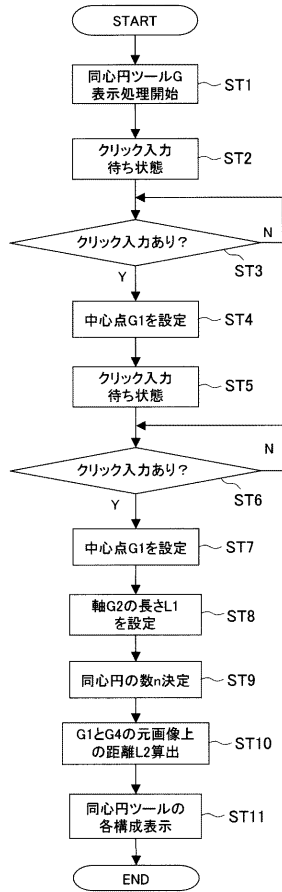 START
同心円ツールG
表示処理開始
ST1
クリック入力
待ち状態
ST2
クリック入力あり?
N
ST3
Y
中心点G1を設定
ST4
クリック入力
待ち状態
ST5
クリック入力あり?
N
ST6
Y
中心点G1を設定
ST7
軸G2の長さL1
を設定
ST8
同心円の数n決定
ST9
G1とG4の元画像上
の距離L2算出
ST10
同心円ツールの
各構成表示
ST11
END